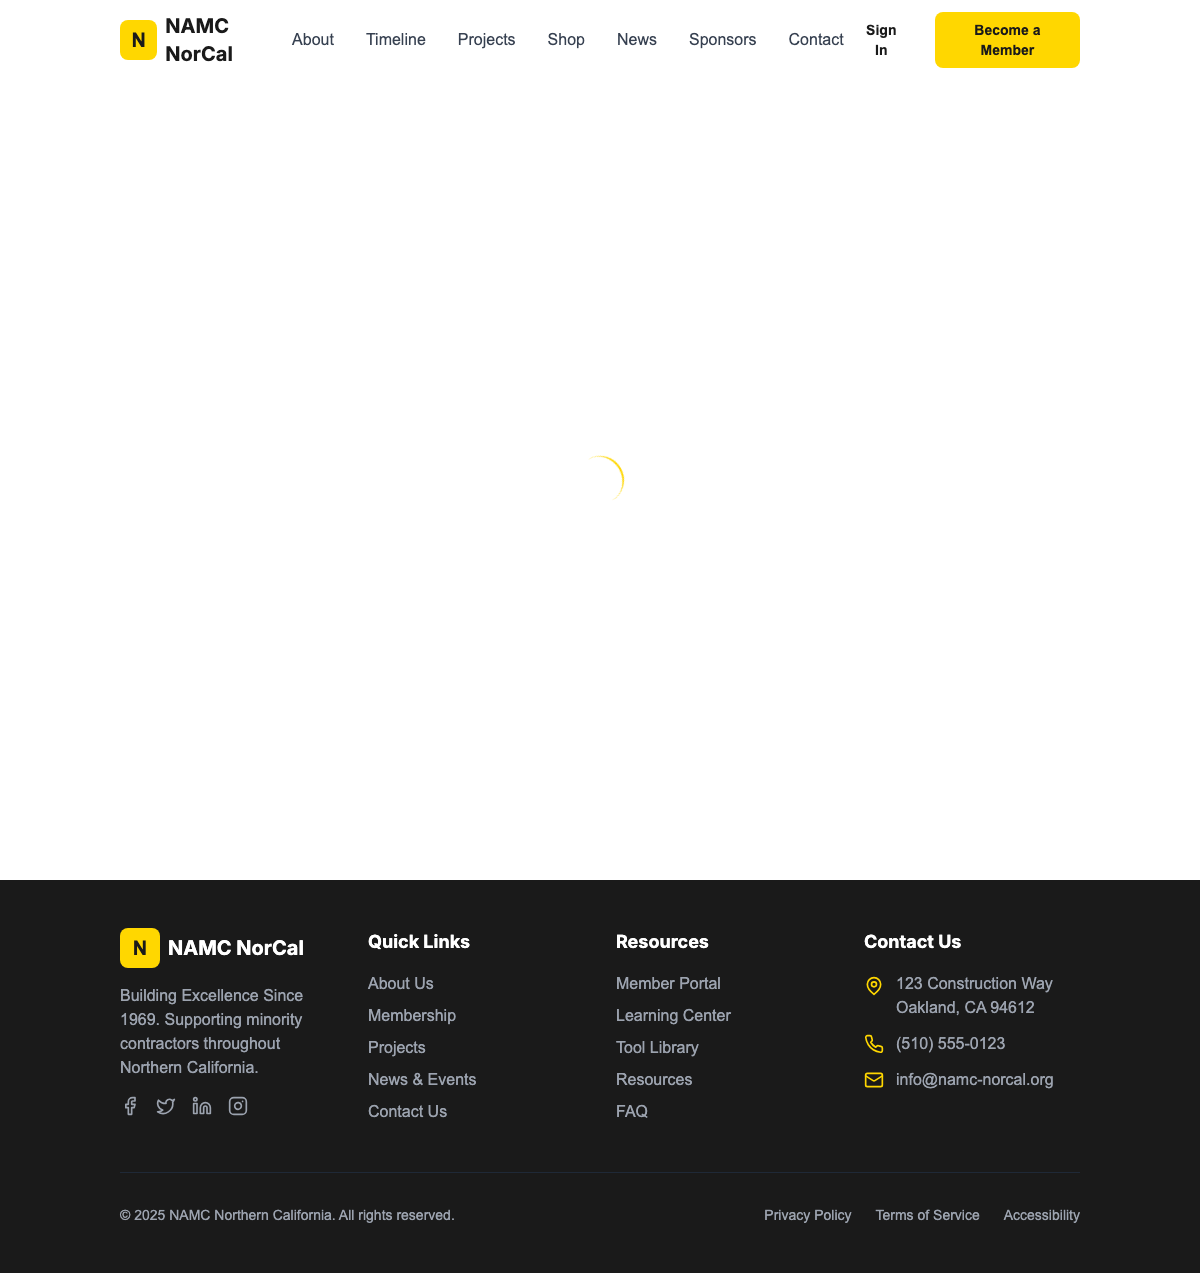 N
NAMC
NorCal
About
Timeline
Projects
Shop
News
Sponsors
Contact
Sign
In
Become a
Member
N
NAMC NorCal
Building Excellence Since
1969. Supporting minority
contractors throughout
Northern California.
Quick Links
About Us
Membership
Projects
News & Events
Contact Us
Resources
Member Portal
Learning Center
Tool Library
Resources
FAQ
Contact Us
123 Construction Way
Oakland, CA 94612
(510) 555-0123
info@namc-norcal.org
© 2025 NAMC Northern California. All rights reserved.
Privacy Policy
Terms of Service
Accessibility